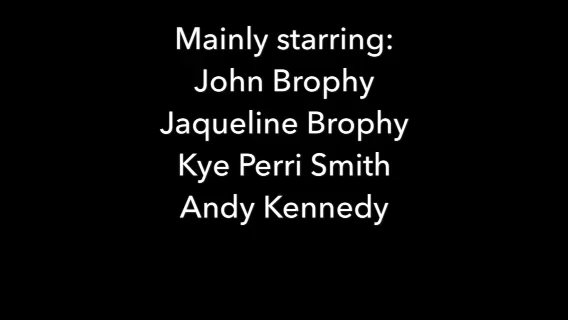 Mainly starring:
John Brophy
Jaqueline Brophy
Kye Perri Smith
Andy Kennedy